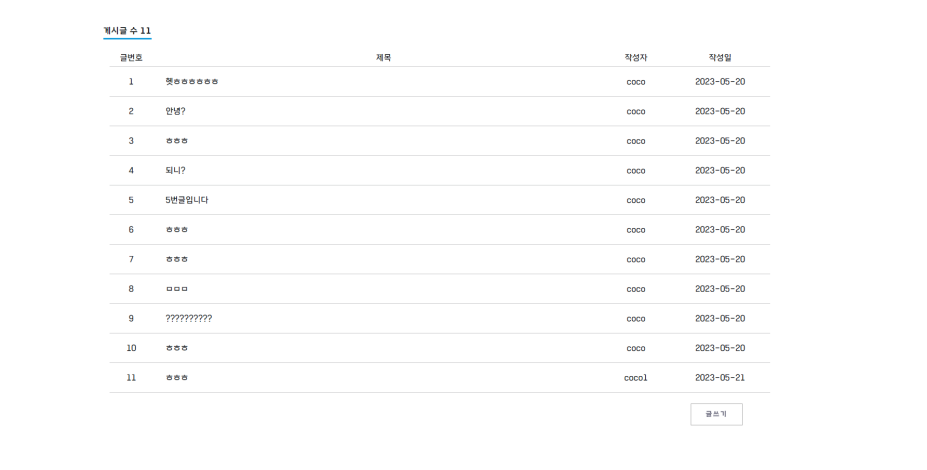 게시글 수 11
글번호 제목 작성자 작성일
1 헷ㅎㅎㅎㅎㅎㅎ coco 2023-05-20
2 안녕? coco 2023-05-20
3 ㅎㅎㅎ coco 2023-05-20
4 되니? coco 2023-05-20
5 5번글입니다 coco 2023-05-20
6 ㅎㅎㅎ coco 2023-05-20
7 ㅎㅎㅎ coco 2023-05-20
8 ㅁㅁㅁ coco 2023-05-20
9 ?????????? coco 2023-05-20
10 ㅎㅎㅎ coco 2023-05-20
11 ㅎㅎㅎ coco1 2023-05-21
글쓰기